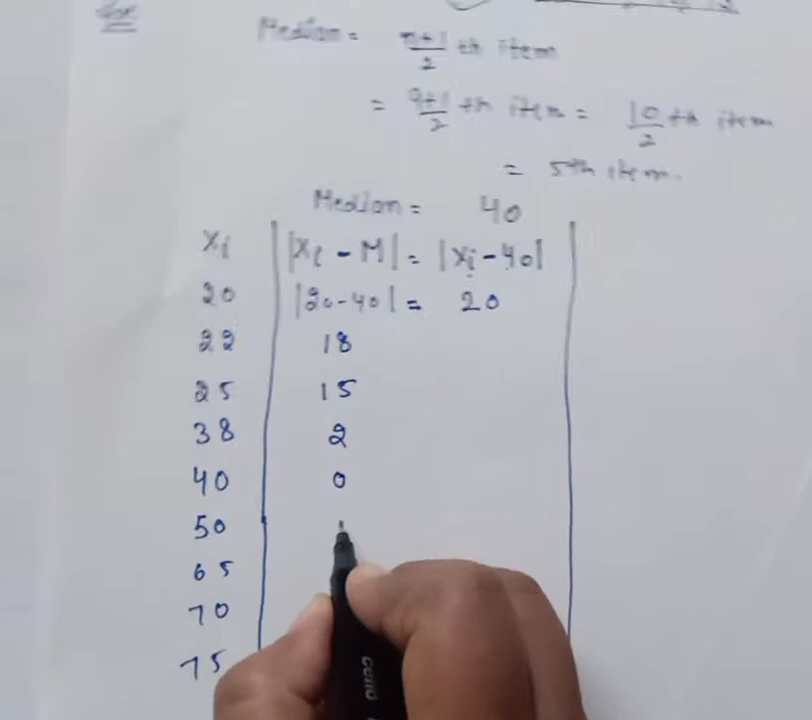 Median = n+1/2 th item
= 9+1/2 th item = 10/2 th item
= 5th item.
Median = 40
xi |xi - M| = |xi - 40|
20 |20-40| = 20
22 18
25 15
38 2
40 0
50
65
70
75
cello